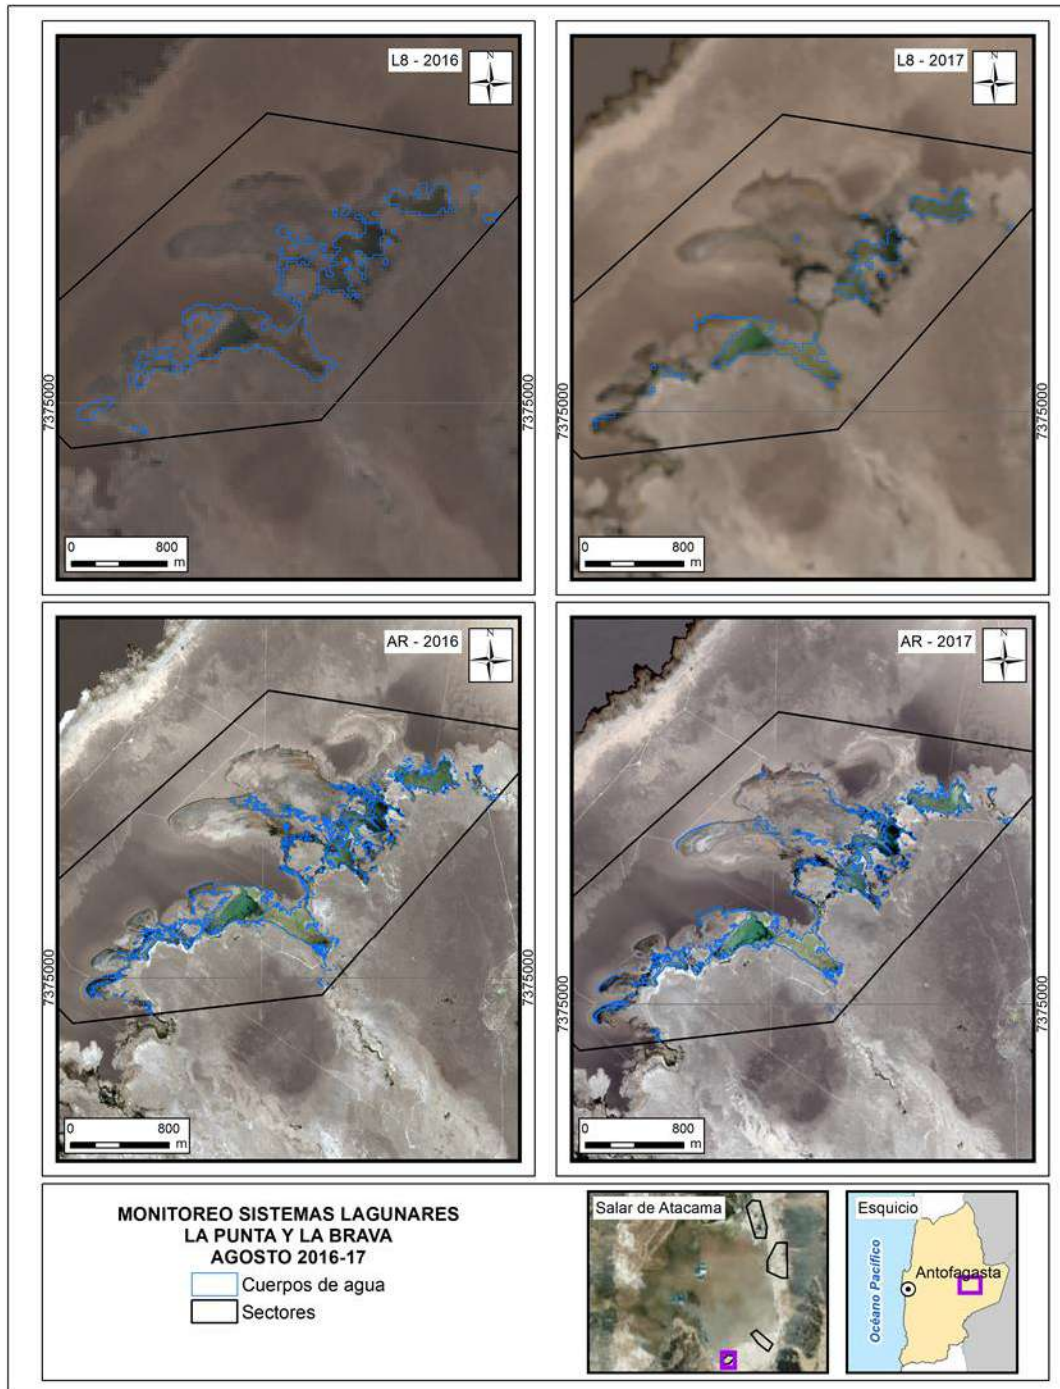 L8 - 2016
N
7375000
7375000
0 800
m
L8 - 2017
N
7375000
7375000
0 800
m
AR - 2016
N
7375000
7375000
0 800
m
AR - 2017
N
7375000
7375000
0 800
m
MONITOREO SISTEMAS LAGUNARES
LA PUNTA Y LA BRAVA
AGOSTO 2016-17
Cuerpos de agua
Sectores
Salar de Atacama
Esquicio
Océano Pacífico
Antofagasta